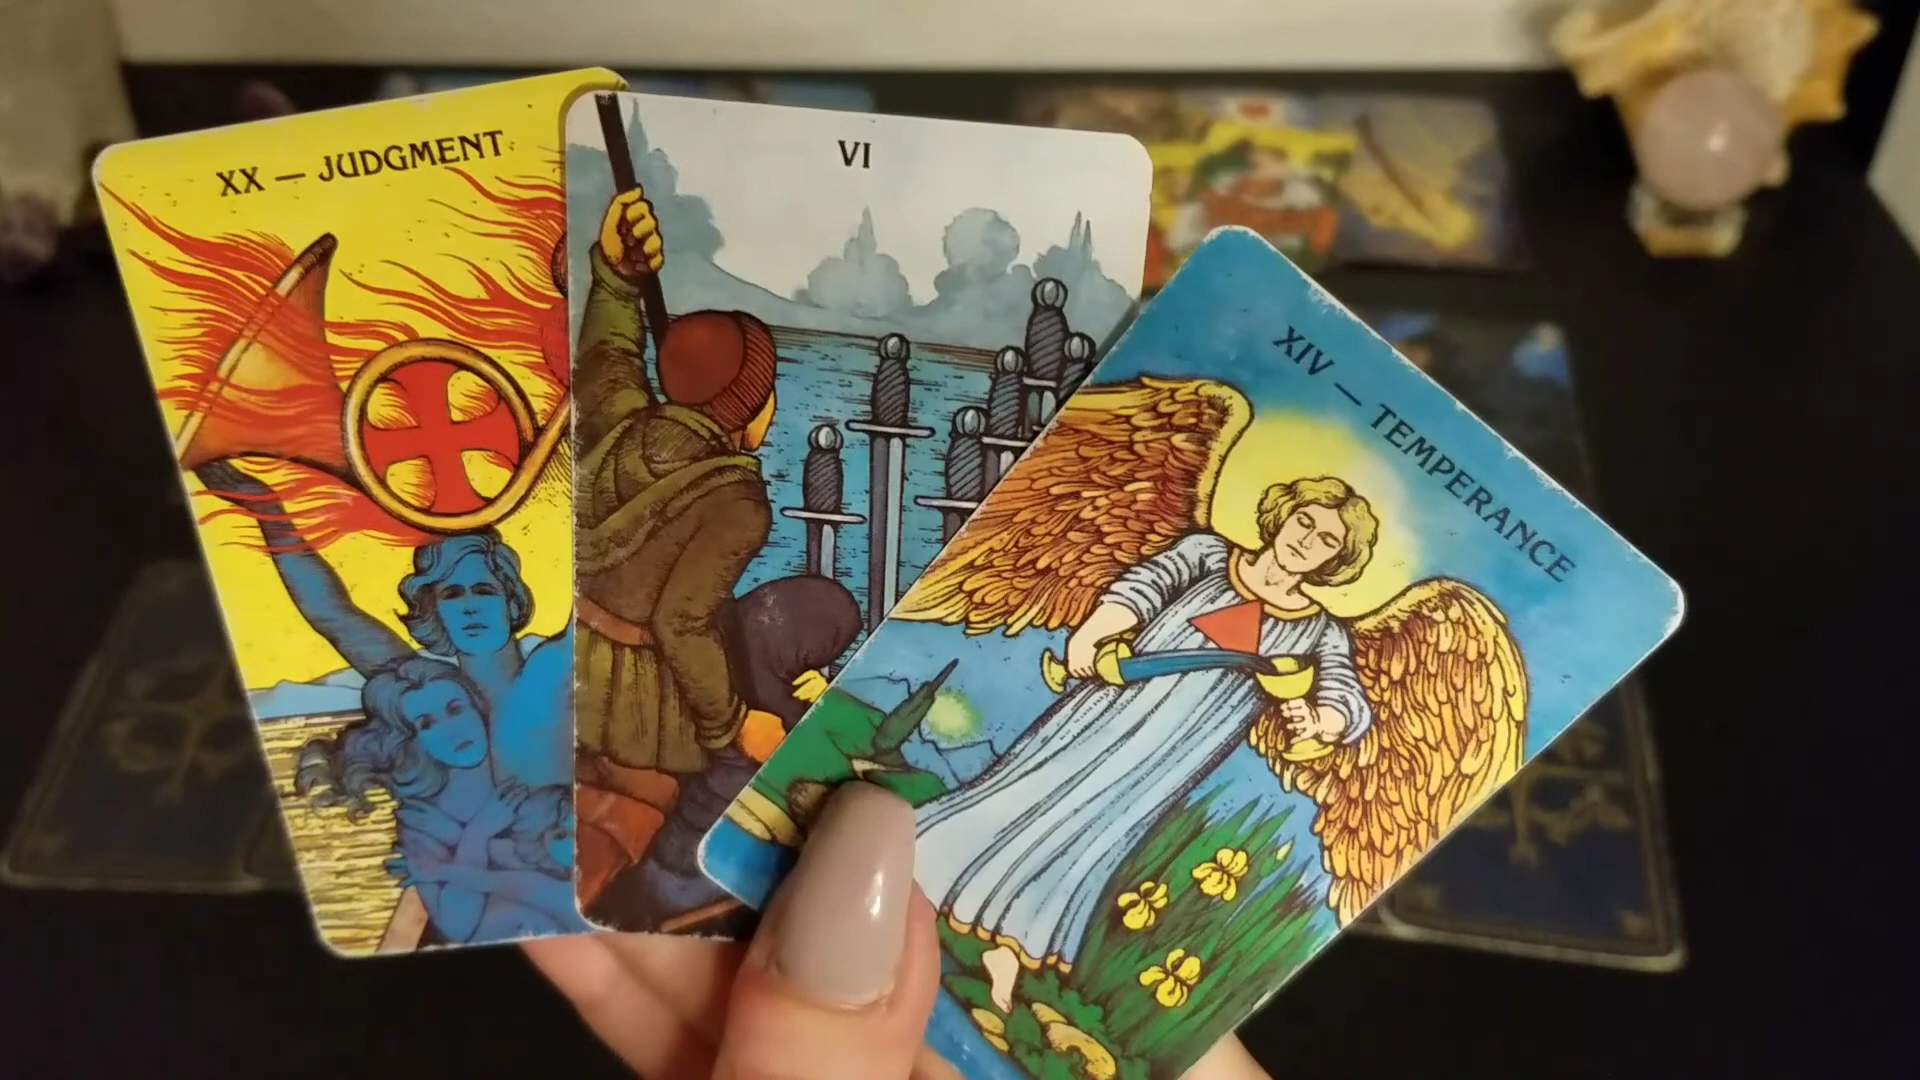 XX — JUDGMENT
VI
XIV — TEMPERANCE